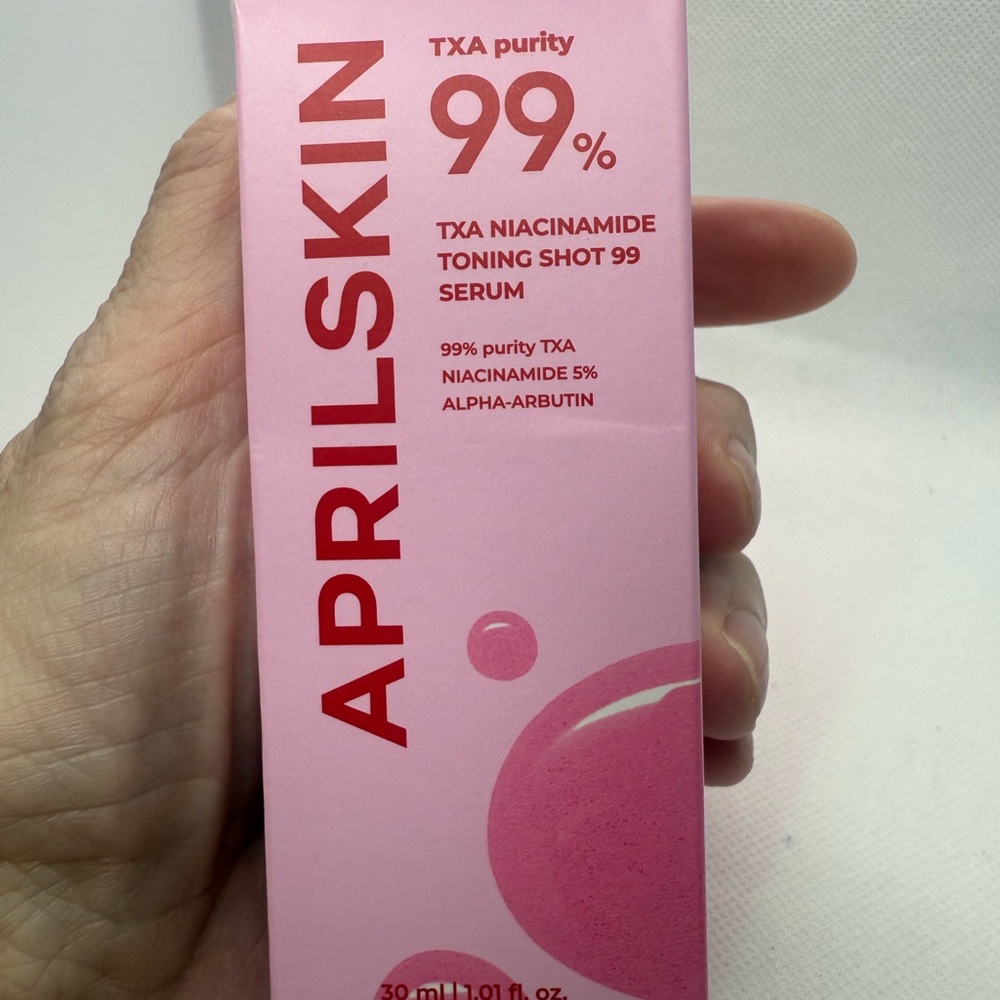 APRILSKIN
TXA purity
99%
TXA NIACINAMIDE
TONING SHOT 99
SERUM
99% purity TXA
NIACINAMIDE 5%
ALPHA-ARBUTIN
30 ml | 1.01 fl. oz.